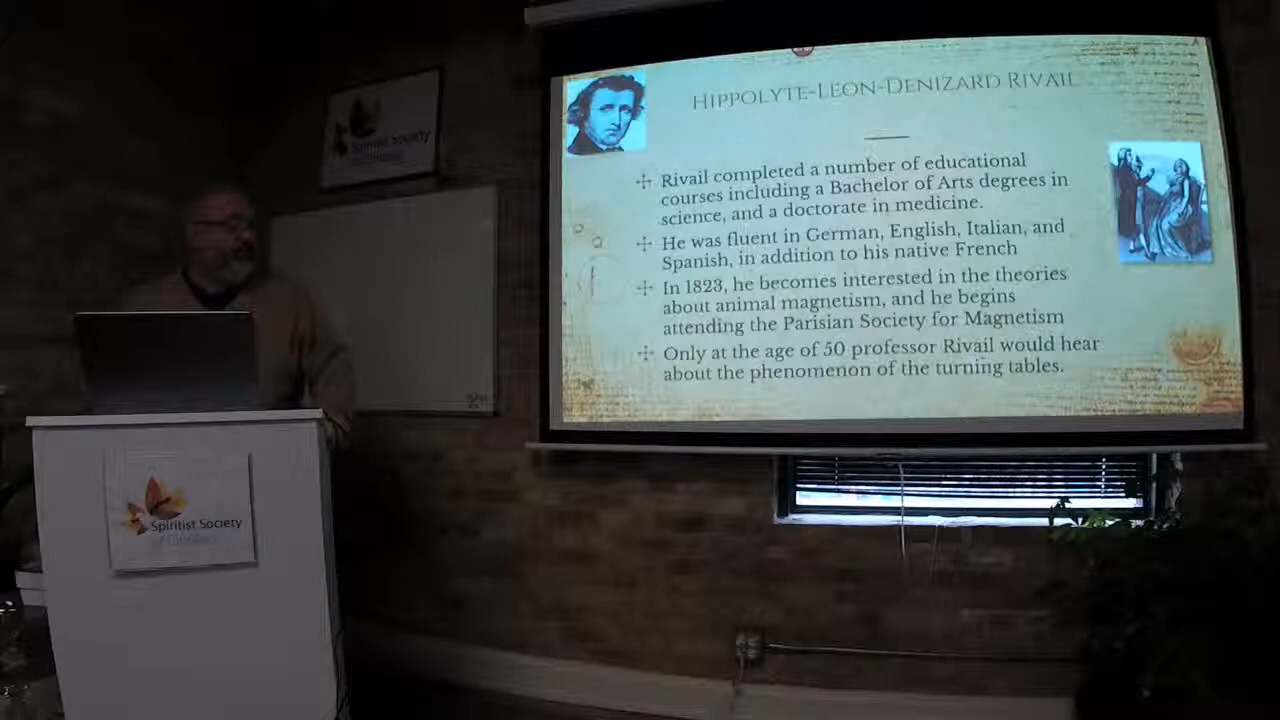 Spiritist Society
HIPPOLYTE-LEON-DENIZARD RIVAIL
Rivail completed a number of educational
courses including a Bachelor of Arts degrees in
science, and a doctorate in medicine.
He was fluent in German, English, Italian, and
Spanish, in addition to his native French
In 1823, he becomes interested in the theories
about animal magnetism, and he begins
attending the Parisian Society for Magnetism
Only at the age of 50 professor Rivail would hear
about the phenomenon of the turning tables.
Spiritist Society